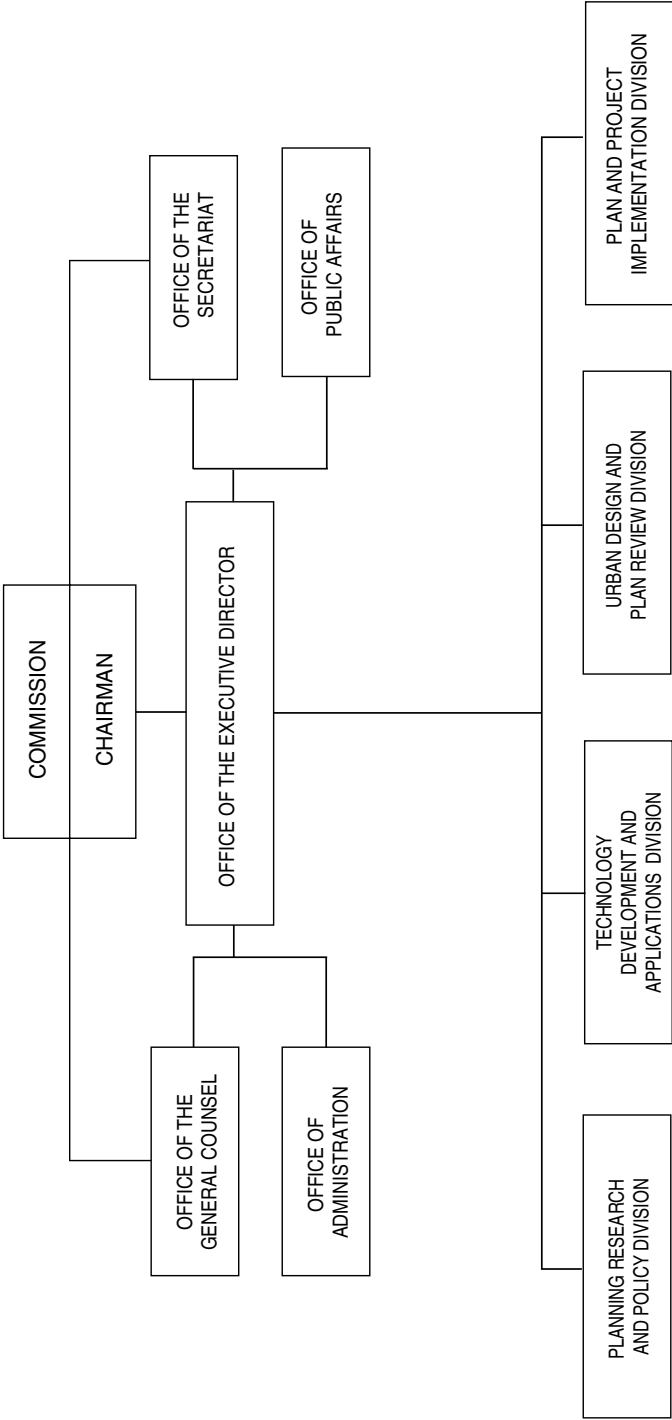 COMMISSION
CHAIRMAN
OFFICE OF THE
GENERAL COUNSEL
OFFICE OF THE EXECUTIVE DIRECTOR
OFFICE OF THE
SECRETARIAT
OFFICE OF
ADMINISTRATION
OFFICE OF
PUBLIC AFFAIRS
PLANNING RESEARCH
AND POLICY DIVISION
TECHNOLOGY
DEVELOPMENT AND
APPLICATIONS DIVISION
URBAN DESIGN AND
PLAN REVIEW DIVISION
PLAN AND PROJECT
IMPLEMENTATION DIVISION